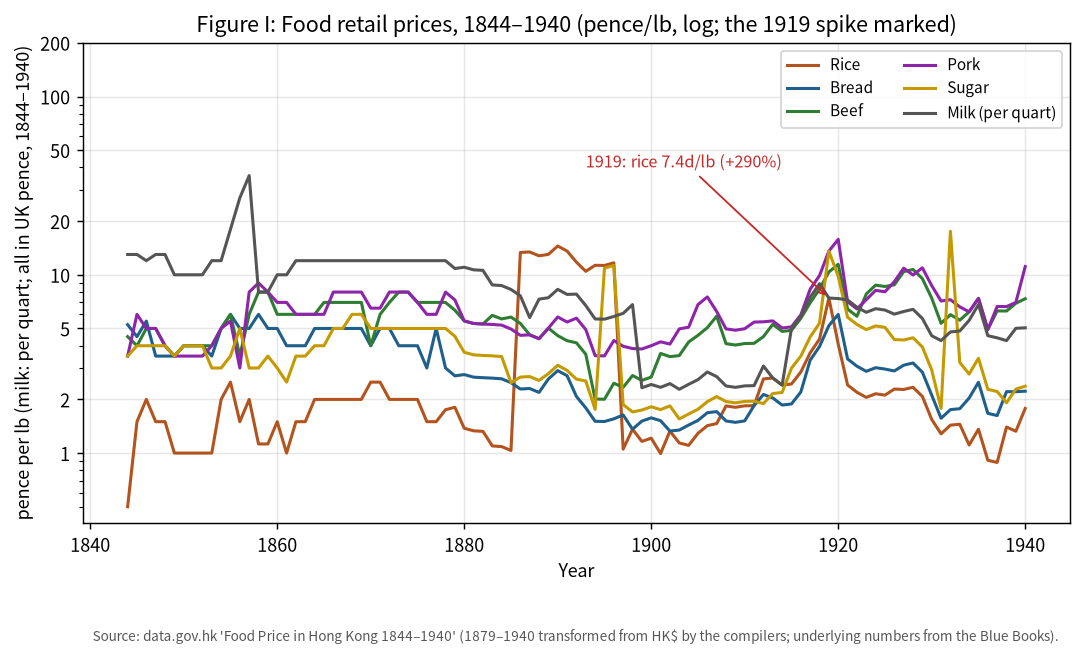 Figure I: Food retail prices, 1844–1940 (pence/lb, log; the 1919 spike marked)
pence per lb (milk: per quart; all in UK pence, 1844–1940)
200
100
50
20
10
5
2
1
Rice
Bread
Beef
Pork
Sugar
Milk (per quart)
1919: rice 7.4d/lb (+290%)
1840
1860
1880
1900
1920
1940
Year
Source: data.gov.hk 'Food Price in Hong Kong 1844–1940' (1879–1940 transformed from HK$ by the compilers; underlying numbers from the Blue Books).